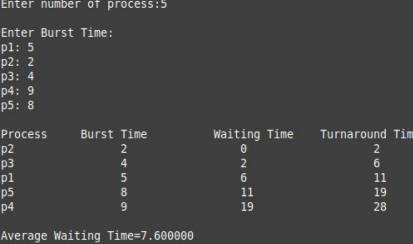 Enter number of process:5
Enter Burst Time:
p1: 5
p2: 2
p3: 4
p4: 9
p5: 8
Process Burst Time Waiting Time Turnaround Tim
p2 2 0 2
p3 4 2 6
p1 5 6 11
p5 8 11 19
p4 9 19 28
Average Waiting Time=7.600000